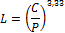 L = (C/P)^3,33